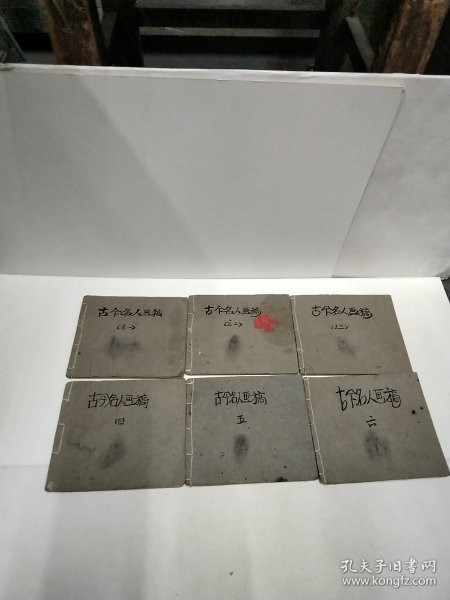 古今名人画稿
(之一)
古今名人画稿
(之二)
古今名人画稿
(之三)
古今名人画稿
四
古今名人画稿
五
古今名人画稿
六
孔夫子旧书网
www.kongfz.com